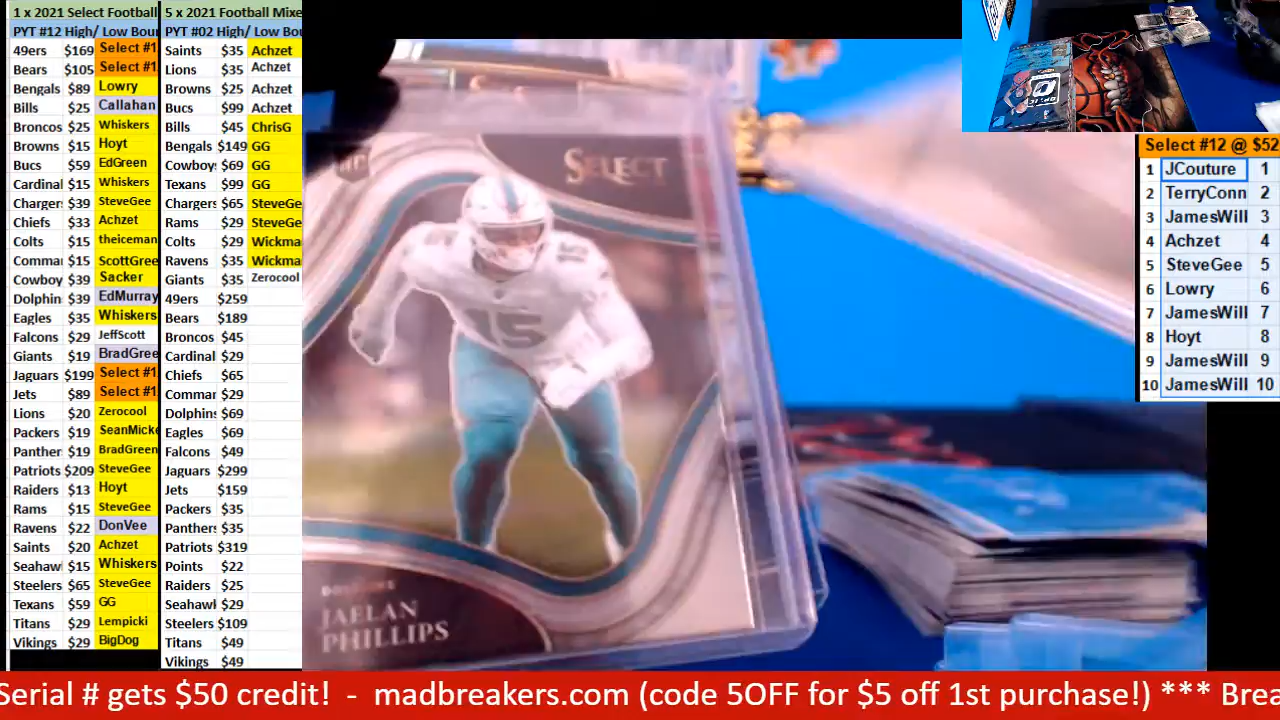 1 x 2021 Select Football
PYT #12 High/ Low Bou
49ers $169 Select #1
Bears $105 Select #1
Bengals $89 Lowry
Bills $25 Callahan
Broncos $25 Whiskers
Browns $15 Hoyt
Bucs $59 EdGreen
Cardinal $15 Whiskers
Chargers $39 SteveGee
Chiefs $33 Achzet
Colts $15 theiceman
Comma $15 ScottGree
Cowboy $39 Sacker
Dolphin $39 EdMurray
Eagles $35 Whiskers
Falcons $29 JeffScott
Giants $19 BradGree
Jaguars $199 Select #1
Jets $89 Select #1
Lions $20 Zerocool
Packers $19 SeanMicke
Panther $19 BradGreen
Patriots $209 SteveGee
Raiders $13 Hoyt
Rams $15 SteveGee
Ravens $22 DonVee
Saints $20 Achzet
Seahaw $15 Whiskers
Steelers $65 SteveGee
Texans $59 GG
Titans $29 Lempicki
Vikings $29 BigDog
5 x 2021 Football Mixe
PYT #02 High/ Low Bou
Saints $35 Achzet
Lions $35 Achzet
Browns $25 Achzet
Bucs $99 Achzet
Bills $45 ChrisG
Bengals $149 GG
Cowboys $69 GG
Texans $99 GG
Chargers $65 SteveGe
Rams $29 SteveGe
Colts $29 Wickma
Ravens $35 Wickma
Giants $35 Zerocool
49ers $259
Bears $189
Broncos $45
Cardinal $29
Chiefs $65
Comman $29
Dolphins $69
Eagles $69
Falcons $49
Jaguars $299
Jets $159
Packers $35
Panthers $35
Patriots $319
Points $22
Raiders $25
Seahawk $29
Steelers $109
Titans $49
Vikings $49
SELECT
15
15
JAELAN
PHILLIPS
Select #12 @ $52
1 JCouture 1
2 TerryConn 2
3 JamesWill 3
4 Achzet 4
5 SteveGee 5
6 Lowry 6
7 JamesWill 7
8 Hoyt 8
9 JamesWill 9
10 JamesWill 10
Serial # gets $50 credit! - madbreakers.com (code 5OFF for $5 off 1st purchase!) *** Brea